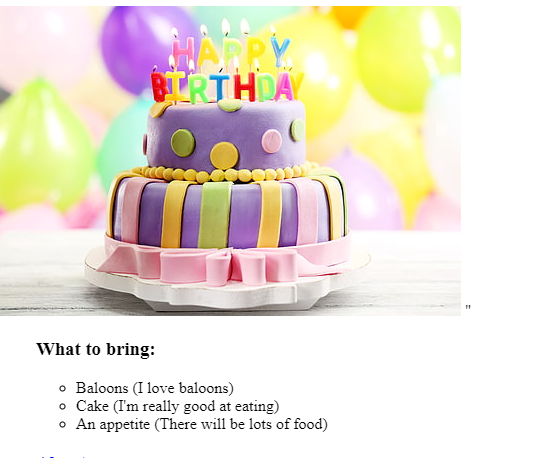 HAPPY
BIRTHDAY
"
What to bring:
Baloons (I love baloons)
Cake (I'm really good at eating)
An appetite (There will be lots of food)